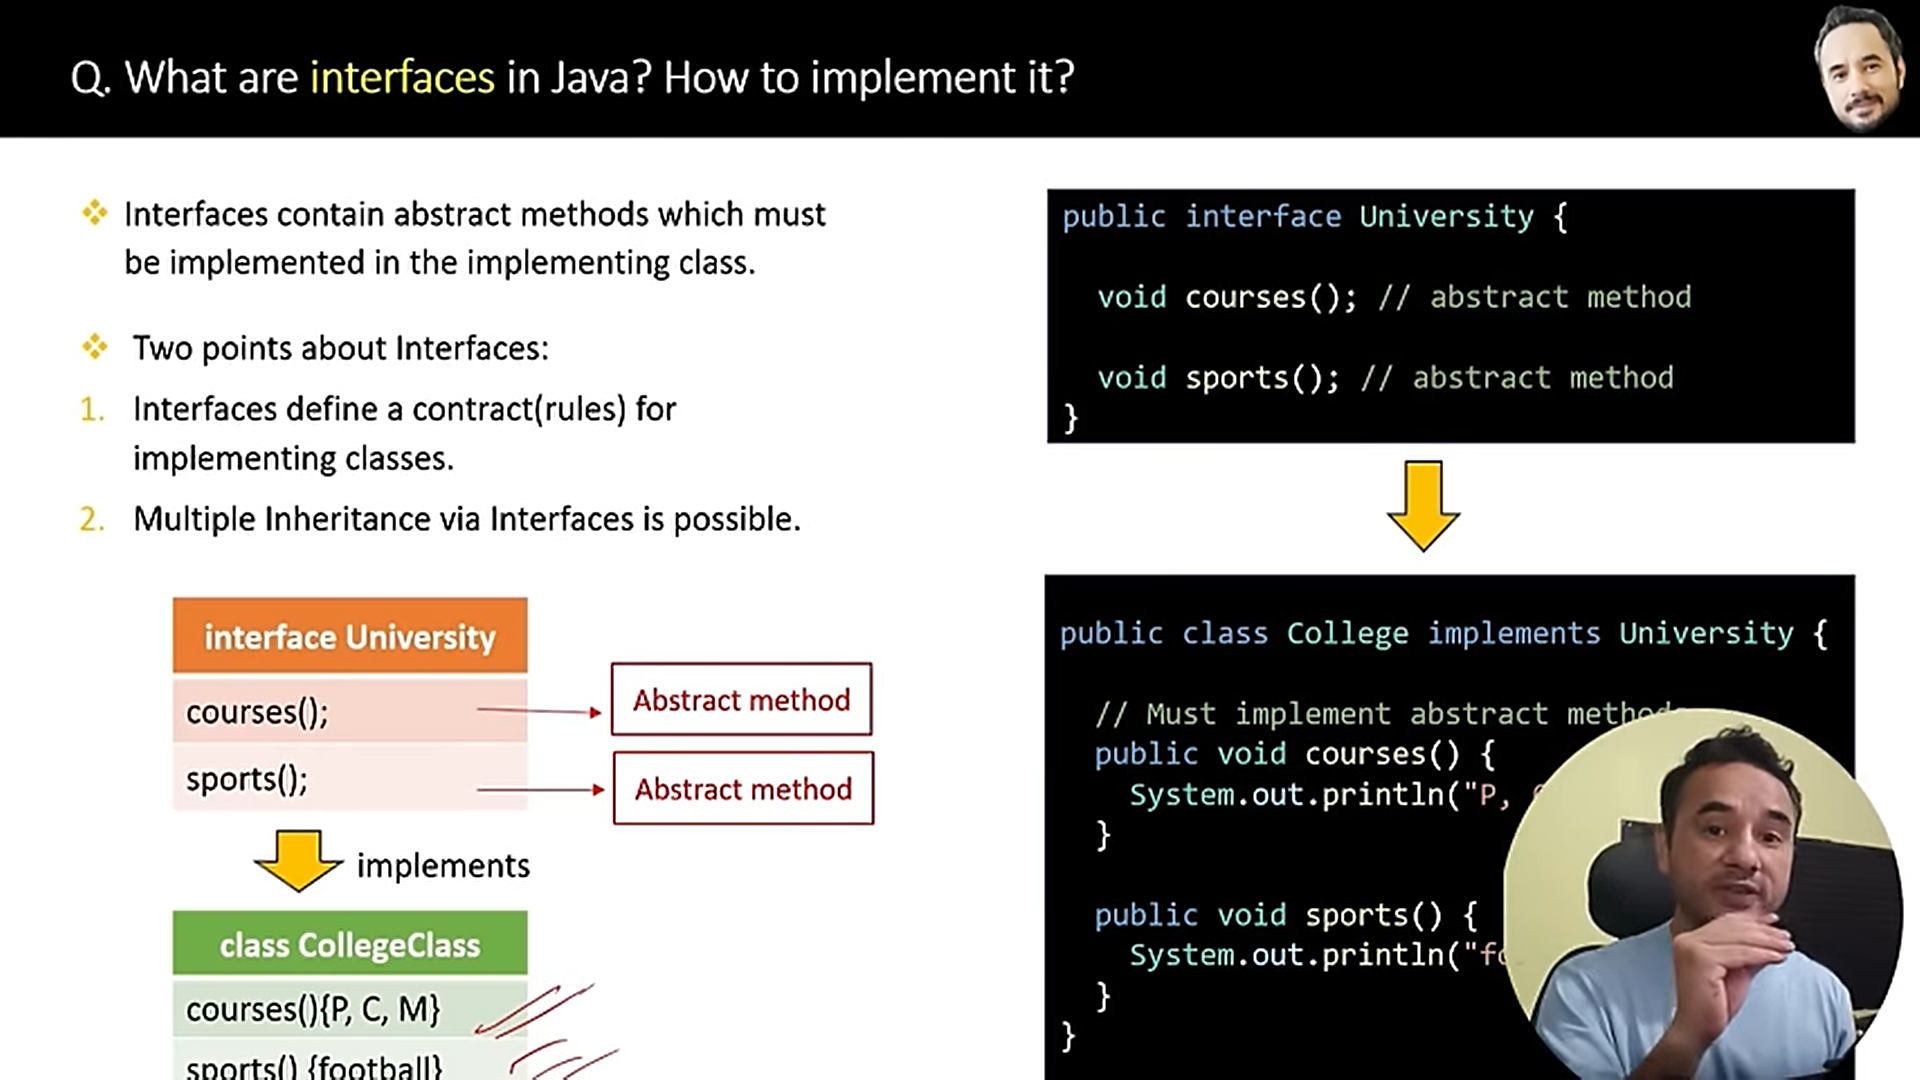 Q. What are interfaces in Java? How to implement it?
Interfaces contain abstract methods which must
be implemented in the implementing class.
Two points about Interfaces:
1. Interfaces define a contract(rules) for
implementing classes.
2. Multiple Inheritance via Interfaces is possible.
interface University
courses();
Abstract method
sports();
Abstract method
implements
class CollegeClass
courses(){P, C, M}
sports() {football}
public interface University {
void courses(); // abstract method
void sports(); // abstract method
}
public class College implements University {
// Must implement abstract
public void courses() {
System.out.println("P,
}
public void sports() {
System.out.println("
}
}